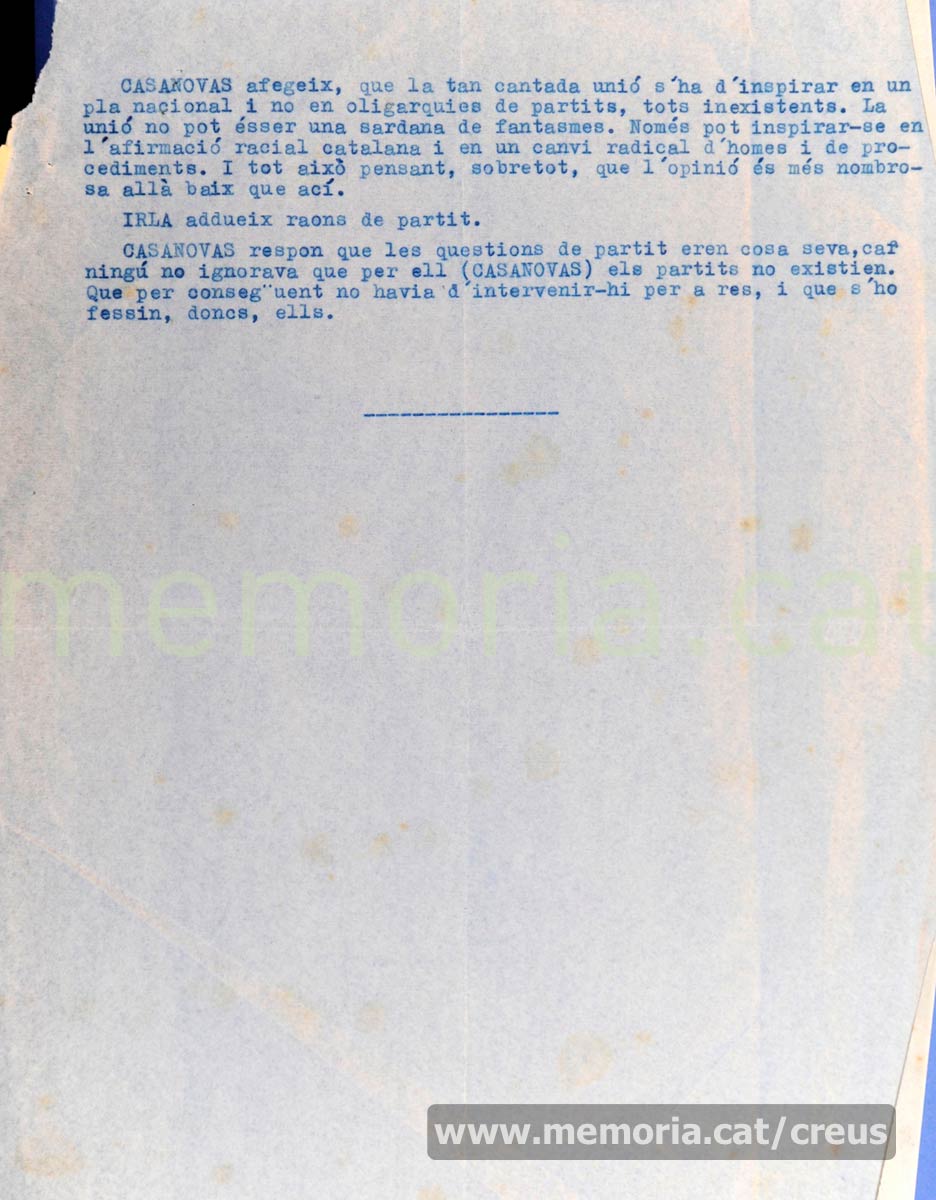 CASANOVAS afegeix, que la tan cantada unió s´ha d´inspirar en un
pla naçional i no en oligarquies de partits, tots inexistents. La
unió no pot ésser una sardana de fantasmes. Només pot inspirar-se en
l´afirmació racial catalana i en un canvi radical d´homes i de pro-
cediments. I tot això pensant, sobretot, que l´opinió és més nombro-
sa allà baix que ací.
IRLA addueix raons de partit.
CASANOVAS respon que les questions de partit eren cosa seva,car
ningú no ignorava que per ell (CASANOVAS) els partits no existien.
Que per conseg¨uent no havia d´intervenir-hi per a res, i que s´ho
fessin, doncs, ells.
-----------------
memoria.cat
www.memoria.cat/creus